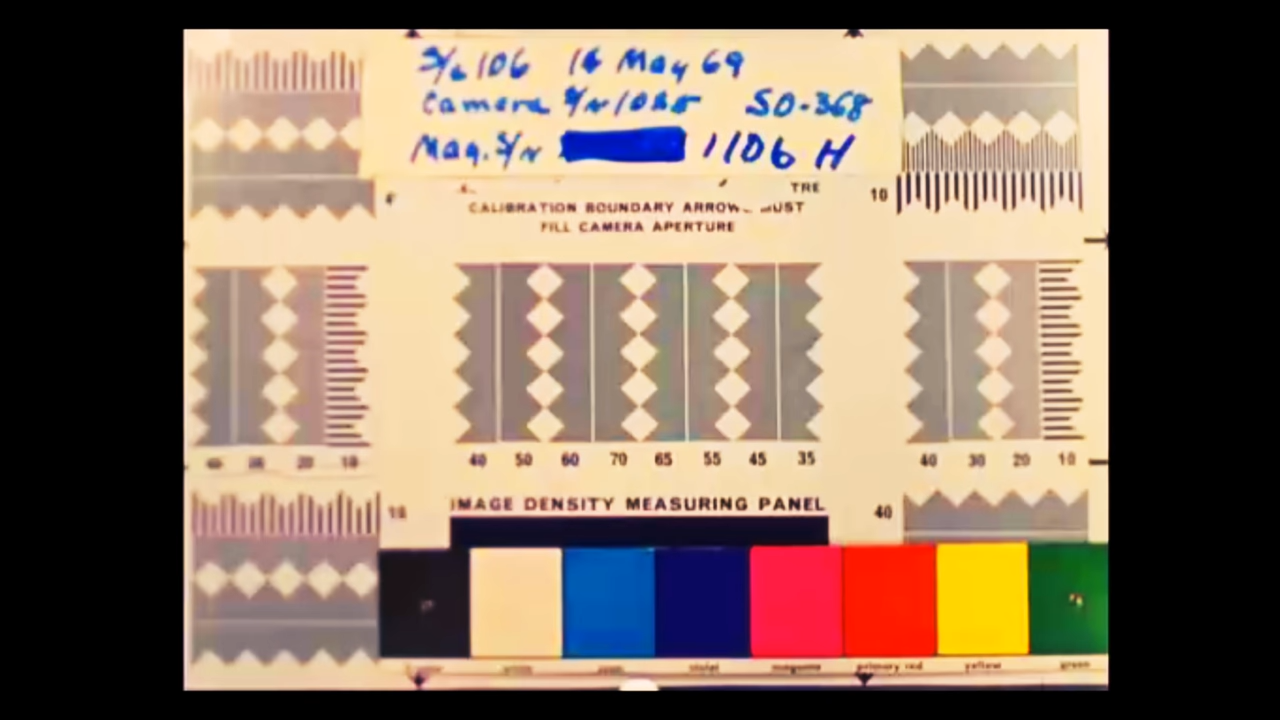 S/C 106 14 May 69
Camera S/N 1026 SO-368
Mag. S/N 1106 H
TRE
10
CALIBRATION BOUNDARY ARROWS MUST
FILL CAMERA APERTURE
40 30 20 10
40 50 60 70 65 55 45 35
40 30 20 10
10
IMAGE DENSITY MEASURING PANEL
40
white
violet magenta primary red yellow green